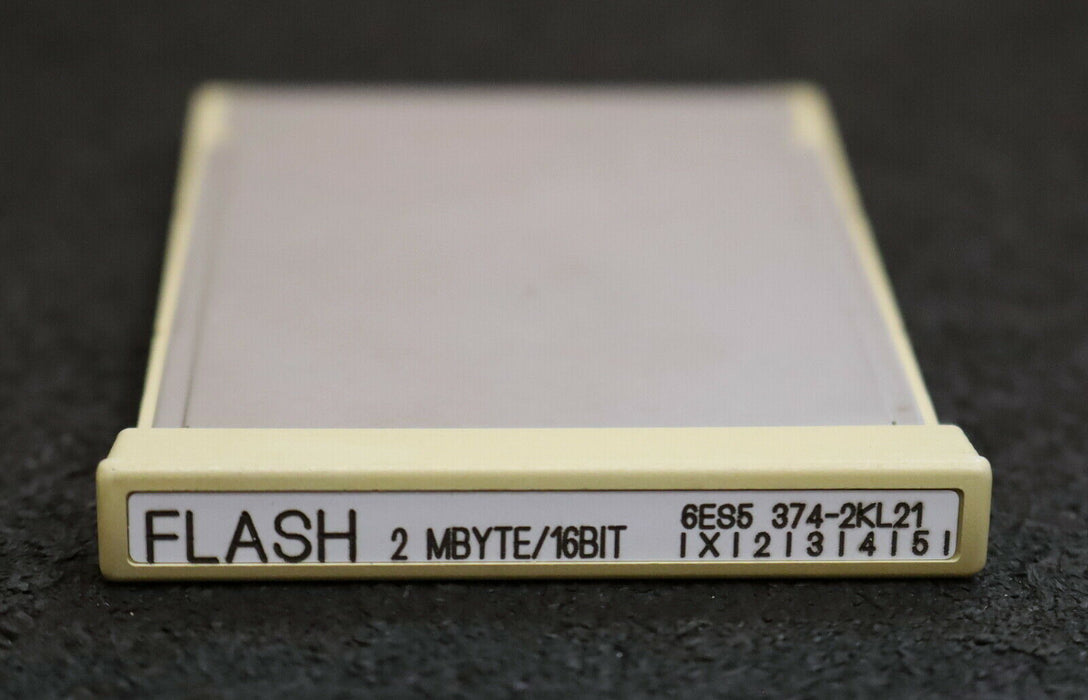 FLASH 2 MBYTE/16BIT 6ES5 374-2KL21
|X|2|3|4|5|